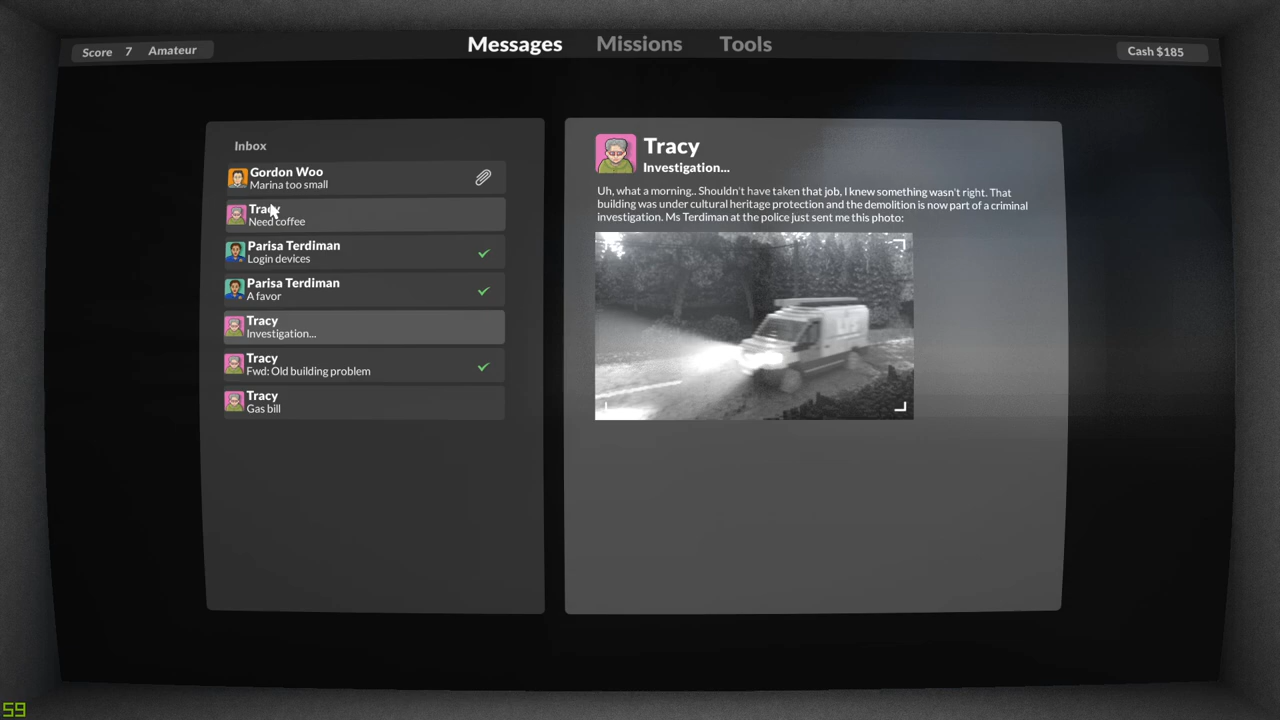 Score 7 Amateur
Messages
Missions
Tools
Cash $185
Inbox
Gordon Woo
Marina too small
Tracy
Need coffee
Parisa Terdiman
Login devices
Parisa Terdiman
A favor
Tracy
Investigation...
Tracy
Fwd: Old building problem
Tracy
Gas bill
Tracy
Investigation...
Uh, what a morning.. Shouldn't have taken that job, I knew something wasn't right. That
building was under cultural heritage protection and the demolition is now part of a criminal
investigation. Ms Terdiman at the police just sent me this photo:
59